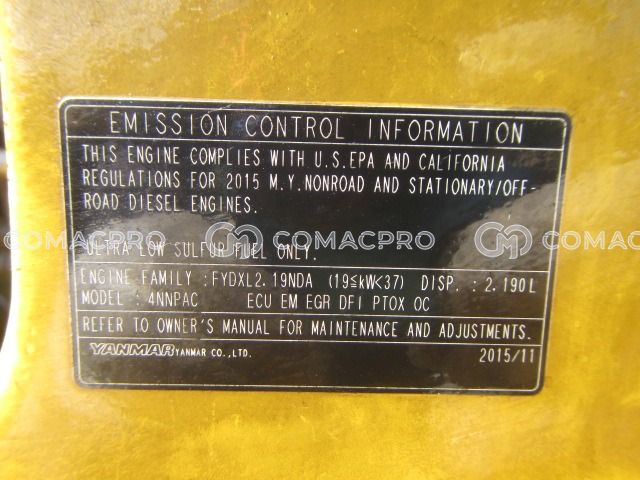 EMISSION CONTROL INFORMATION
THIS ENGINE COMPLIES WITH U.S.EPA AND CALIFORNIA
REGULATIONS FOR 2015 M.Y.NONROAD AND STATIONARY/OFF-
ROAD DIESEL ENGINES.
COMACPRO CM COMACPRO CM COMACPRO
ULTRA LOW SULFUR FUEL ONLY.
ENGINE FAMILY :FYDXL2.19NDA (19≦kW<37) DISP. :2.190L
MODEL :4NNPAC ECU EM EGR DFI PTOX OC
REFER TO OWNER'S MANUAL FOR MAINTENANCE AND ADJUSTMENTS.
YANMAR YANMAR CO.,LTD. 2015/11